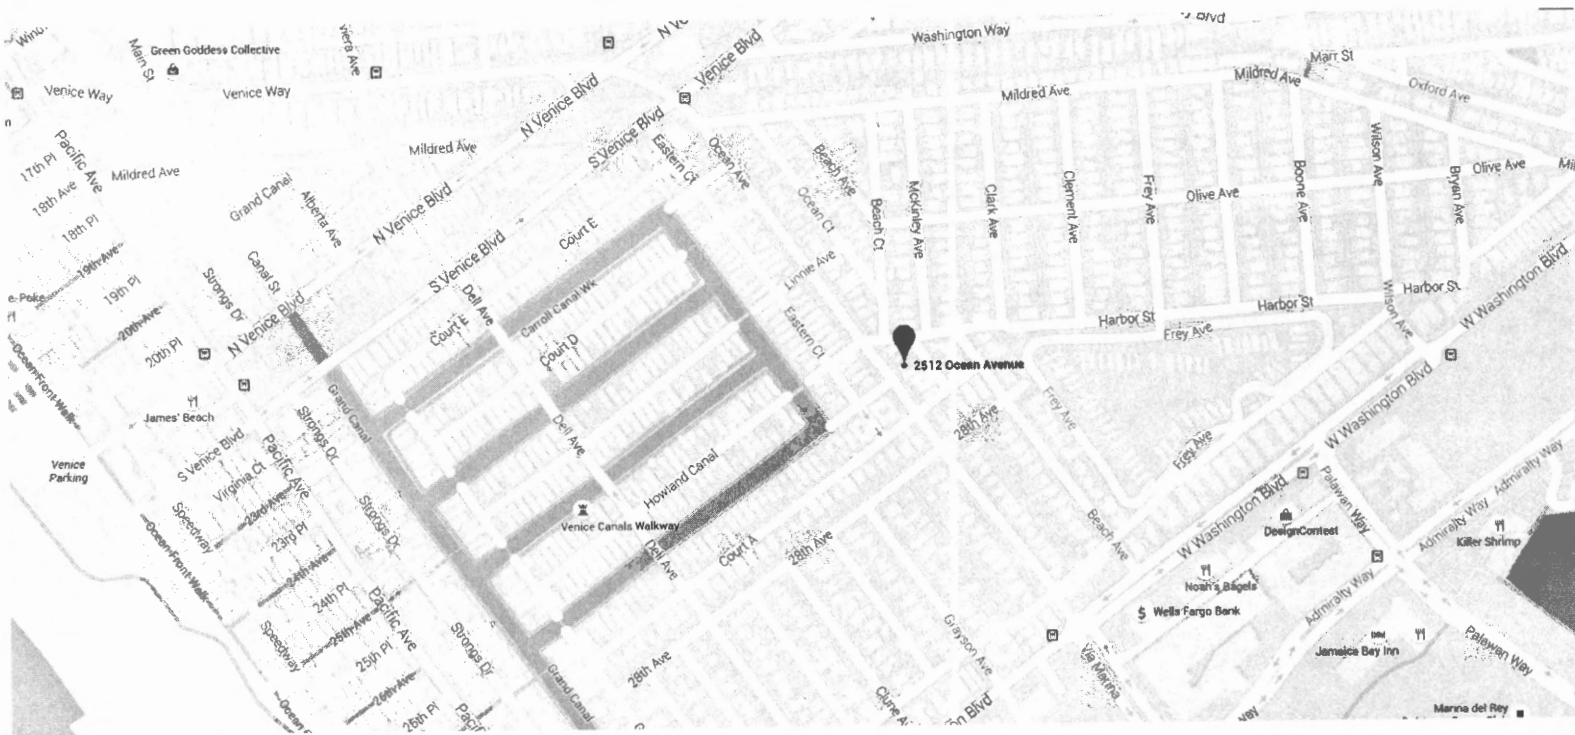 Main St
Green Goddess Collective
Venice Way
Venice Way
N Venice Blvd
S Venice Blvd
Venice Blvd
Washington Way
Mildred Ave
Mildred Ave
Marr St
Oxford Ave
17th Pl
Pacific Ave
18th Ave
18th Pl
19th Ave
19th Pl
20th Ave
20th Pl
Mildred Ave
Mildred Ave
Grand Canal
Alberta Ave
N Venice Blvd
S Venice Blvd
Eastern Ct
Ocean Ave
Beach Ave
Ocean Ct
Beach Ct
McKinley Ave
Clark Ave
Clement Ave
Frey Ave
Olive Ave
Boone Ave
Wilson Ave
Bryan Ave
Olive Ave
Canal St
Strongs Dr
N Venice Blvd
Court E
Court E
Carroll Canal Wk
Dell Ave
Court D
Linnie Ave
Eastern Ct
Harbor St
Harbor St
Harbor St
Wilson Ave
Frey Ave
W Washington Blvd
2512 Ocean Avenue
Ocean Front Walk
James' Beach
Grand Canal
Strongs Dr
Dell Ave
28th Ave
Frey Ave
Frey Ave
W Washington Blvd
Venice
Parking
S Venice Blvd
Virginia Ct
Pacific Ave
Speedway
23rd Ave
23rd Pl
24th Ave
24th Pl
25th Ave
25th Pl
26th Ave
26th Pl
Ocean Front Walk
Speedway
Strongs Dr
Pacific Ave
Strongs Dr
Howland Canal
Venice Canals Walkway
Dell Ave
Court A
28th Ave
28th Ave
Grand Canal
Beach Ave
Grayson Ave
W Washington Blvd
Palawan Way
Admiralty Way
Admiralty Way
DesignContest
Killer Shrimp
Noah's Bagels
Wells Fargo Bank
Admiralty Way
Jamaica Bay Inn
Palawan Way
Via Marina
Marina del Rey